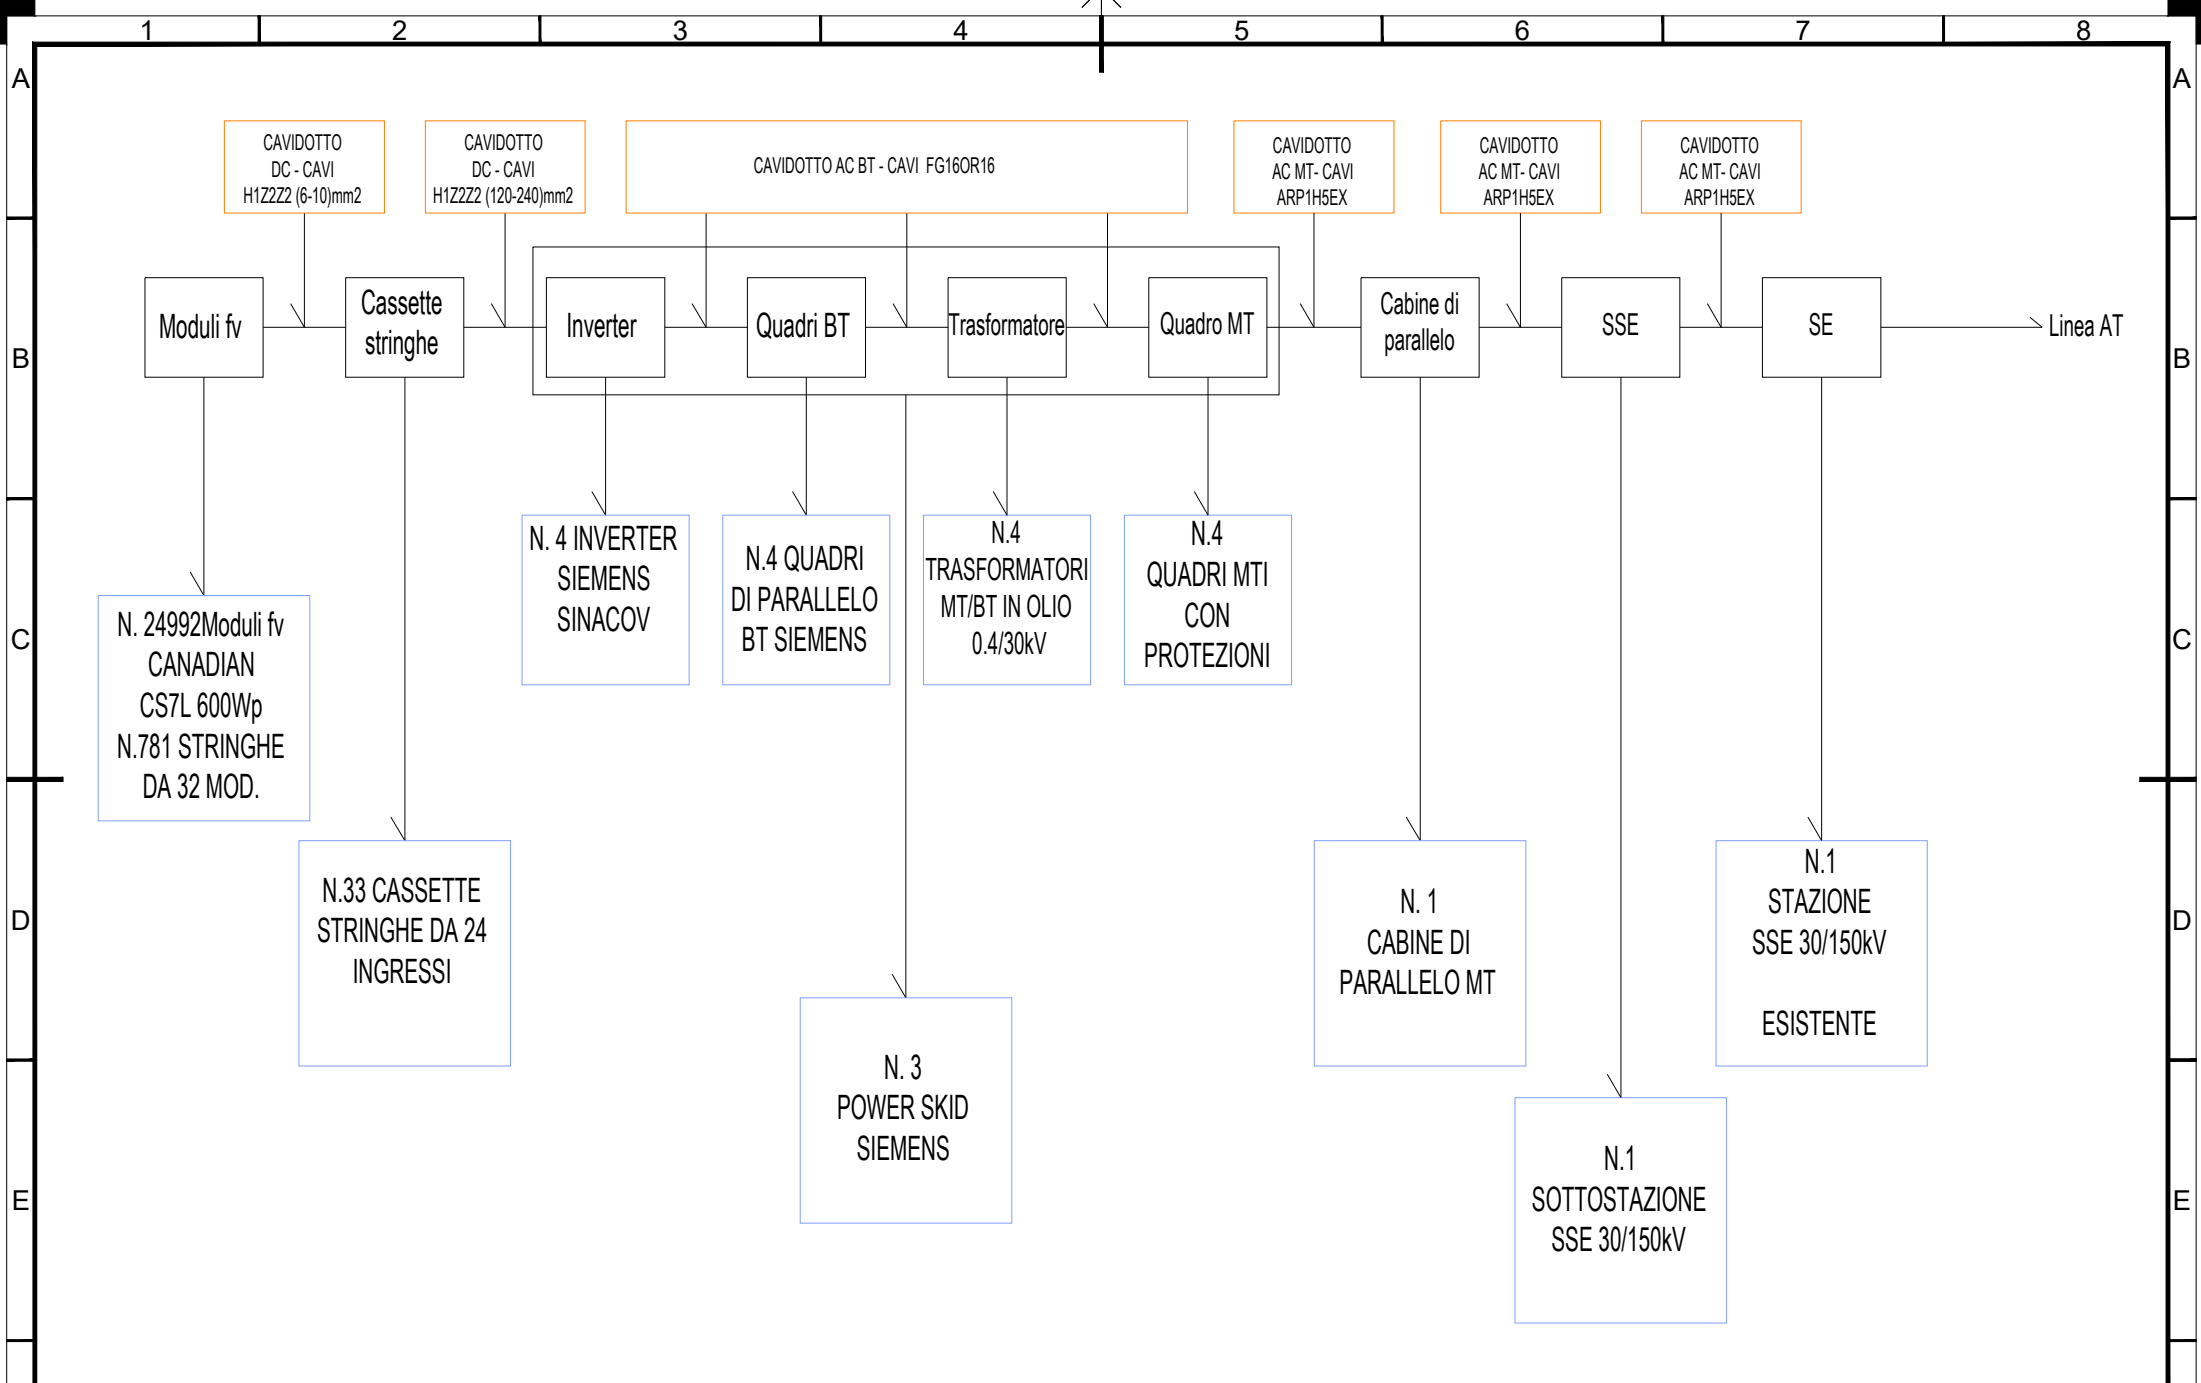 1 2 3 4 5 6 7 8
A A
CAVIDOTTO
DC - CAVI
H1Z2Z2 (6-10)mm2
CAVIDOTTO
DC - CAVI
H1Z2Z2 (120-240)mm2
CAVIDOTTO AC BT - CAVI FG16OR16
CAVIDOTTO
AC MT- CAVI
ARP1H5EX
CAVIDOTTO
AC MT- CAVI
ARP1H5EX
CAVIDOTTO
AC MT- CAVI
ARP1H5EX
Moduli fv
Cassette
stringhe
Inverter
Quadri BT
Trasformatore
Quadro MT
Cabine di
parallelo
SSE
SE
Linea AT
B B
N. 24992Moduli fv
CANADIAN
CS7L 600Wp
N.781 STRINGHE
DA 32 MOD.
N. 4 INVERTER
SIEMENS
SINACOV
N.4 QUADRI
DI PARALLELO
BT SIEMENS
N.4
TRASFORMATORI
MT/BT IN OLIO
0.4/30kV
N.4
QUADRI MTI
CON
PROTEZIONI
C C
N.33 CASSETTE
STRINGHE DA 24
INGRESSI
N. 1
CABINE DI
PARALLELO MT
N.1
STAZIONE
SSE 30/150kV
ESISTENTE
D D
N. 3
POWER SKID
SIEMENS
N.1
SOTTOSTAZIONE
SSE 30/150kV
E E